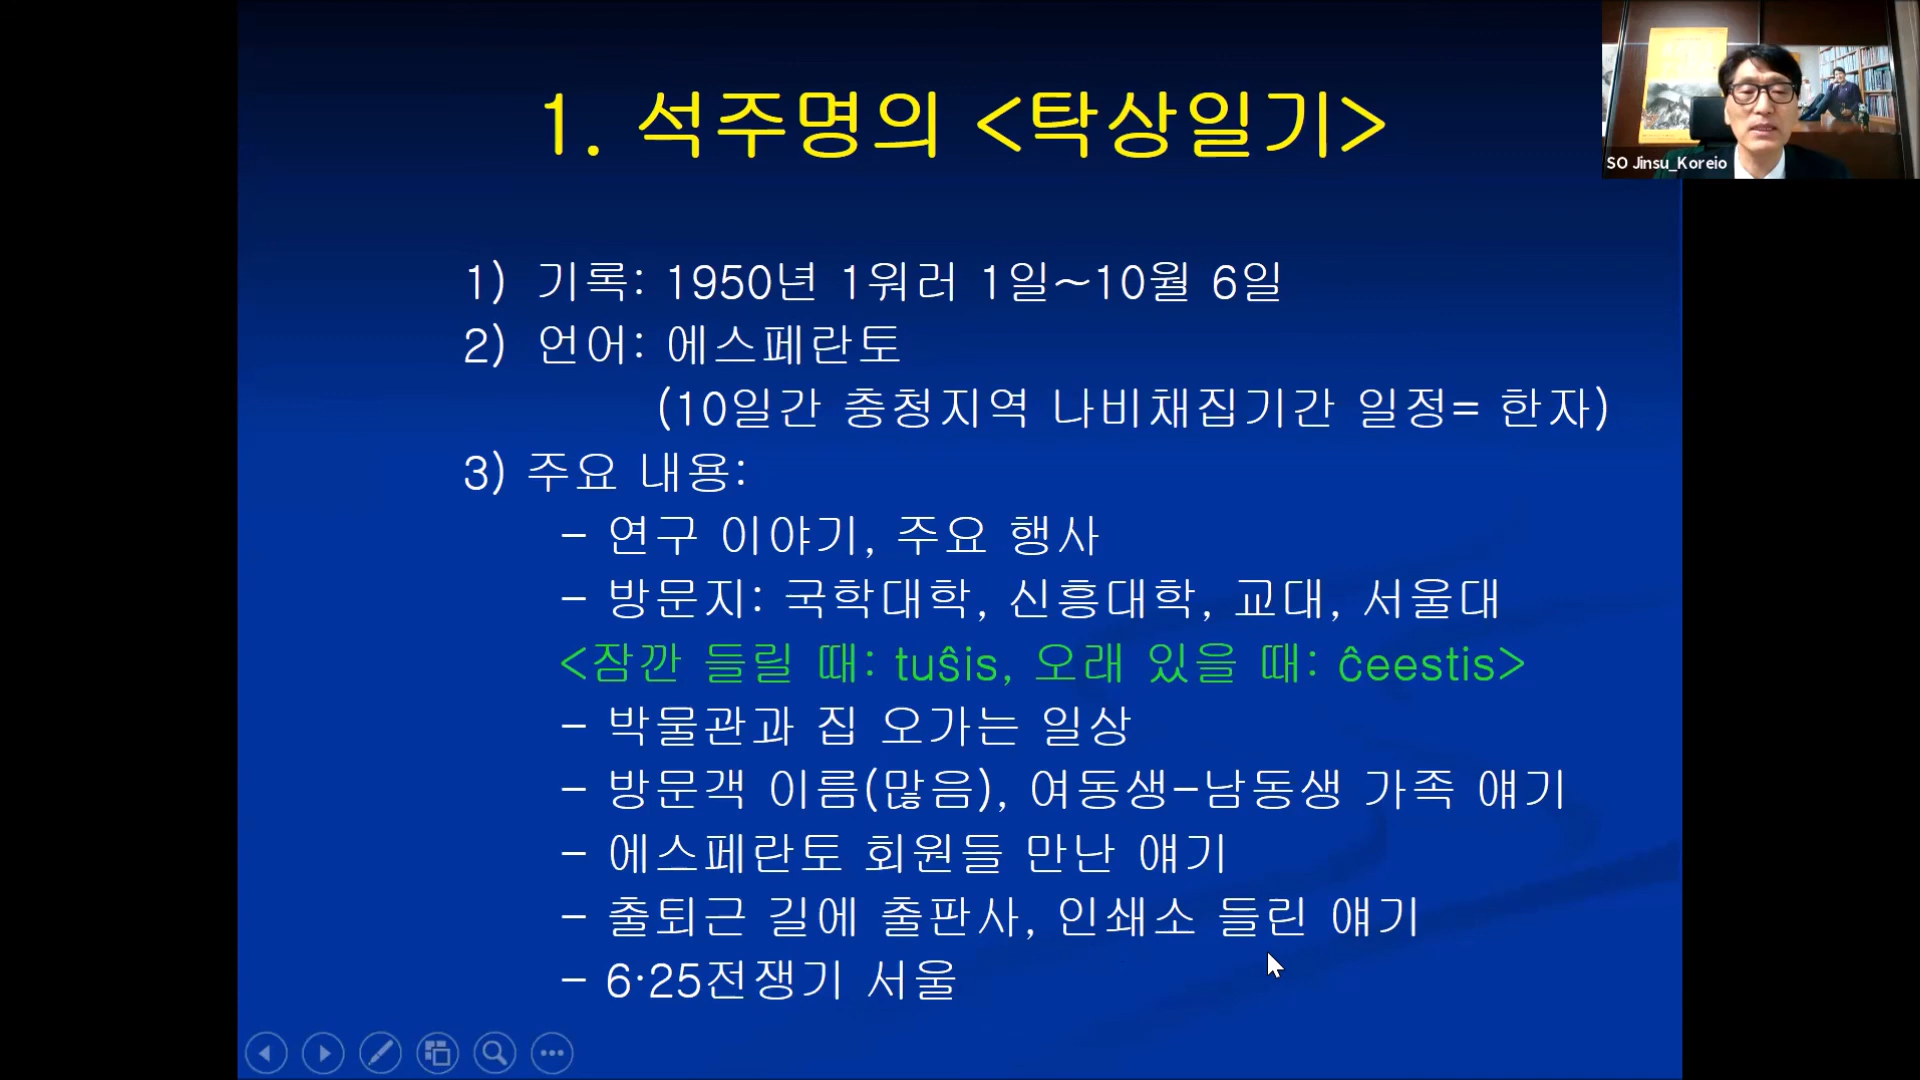 1. 석주명의 <탁상일기>
SO Jinsu_Koreio
1) 기록: 1950년 1워러 1일~10월 6일
2) 언어: 에스페란토
(10일간 충청지역 나비채집기간 일정= 한자)
3) 주요 내용:
- 연구 이야기, 주요 행사
- 방문지: 국학대학, 신흥대학, 교대, 서울대
<잠깐 들릴 때: tuŝis, 오래 있을 때: ĉeestis>
- 박물관과 집 오가는 일상
- 방문객 이름(많음), 여동생-남동생 가족 얘기
- 에스페란토 회원들 만난 얘기
- 출퇴근 길에 출판사, 인쇄소 들린 얘기
- 6·25전쟁기 서울